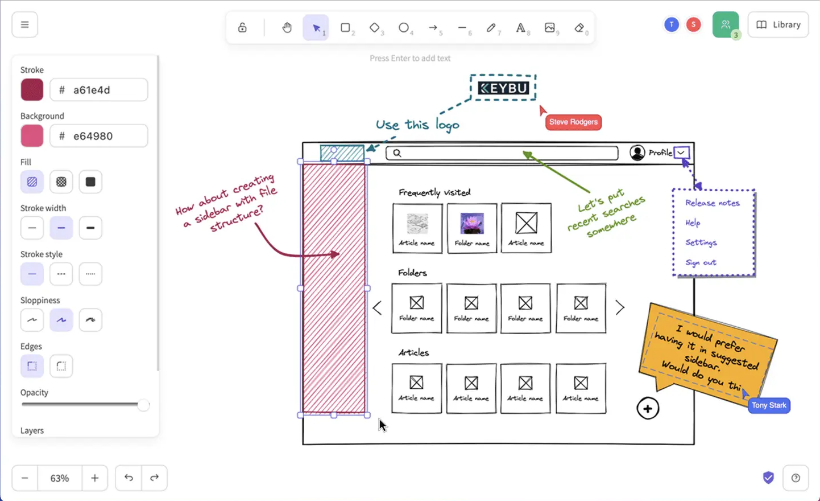 1
2
3
4
5
6
7
8
9
0
T
S
3
Library
Press Enter to add text
Stroke
# a61e4d
Background
# e64980
Fill
Stroke width
Stroke style
Sloppiness
Edges
Opacity
Layers
63%
KEYBU
Steve Rodgers
Use this logo
Profile
How about creating
a sidebar with file
structure?
Let's put
recent searches
somewhere
Frequently visited
Article name
Folder name
Article name
Folders
Folder name
Folder name
Folder name
Folder name
Articles
Article name
Article name
Article name
Article name
Release notes
Help
Settings
Sign out
I would prefer
having it in suggested
sidebar.
Would do you thi
Tony Stark